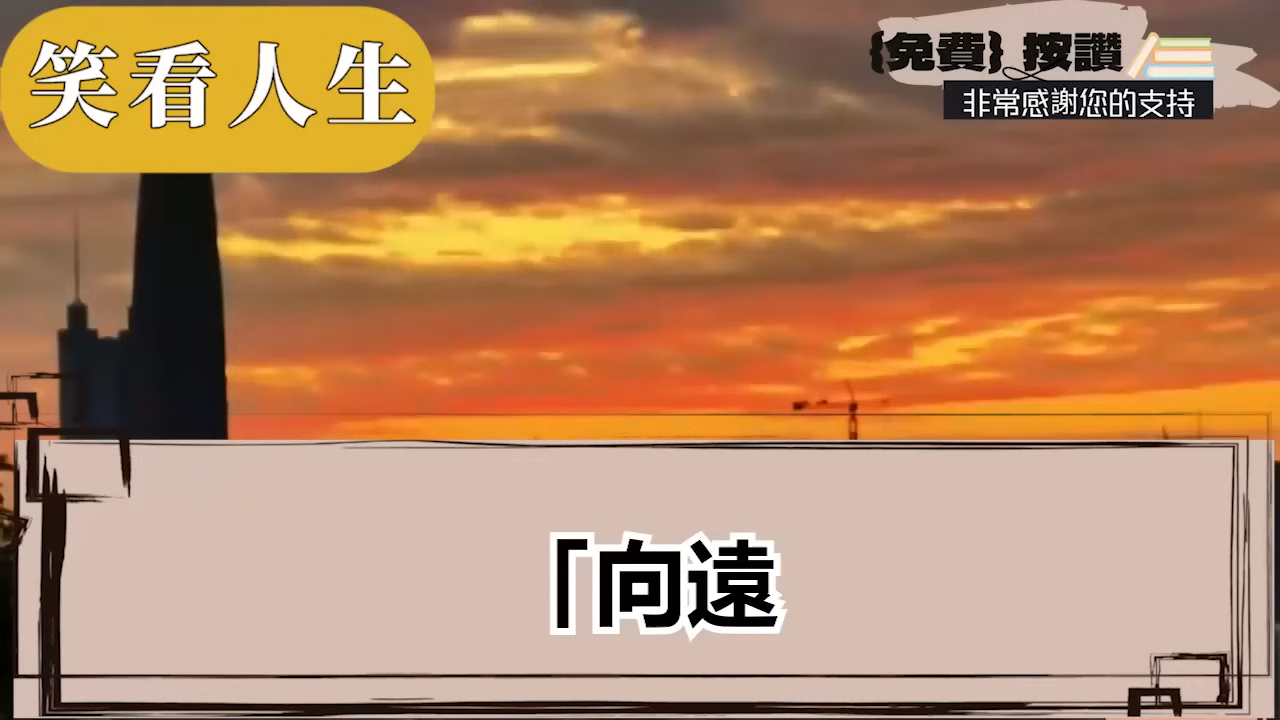 笑看人生
{免費} 按讚
非常感謝您的支持
「向遠